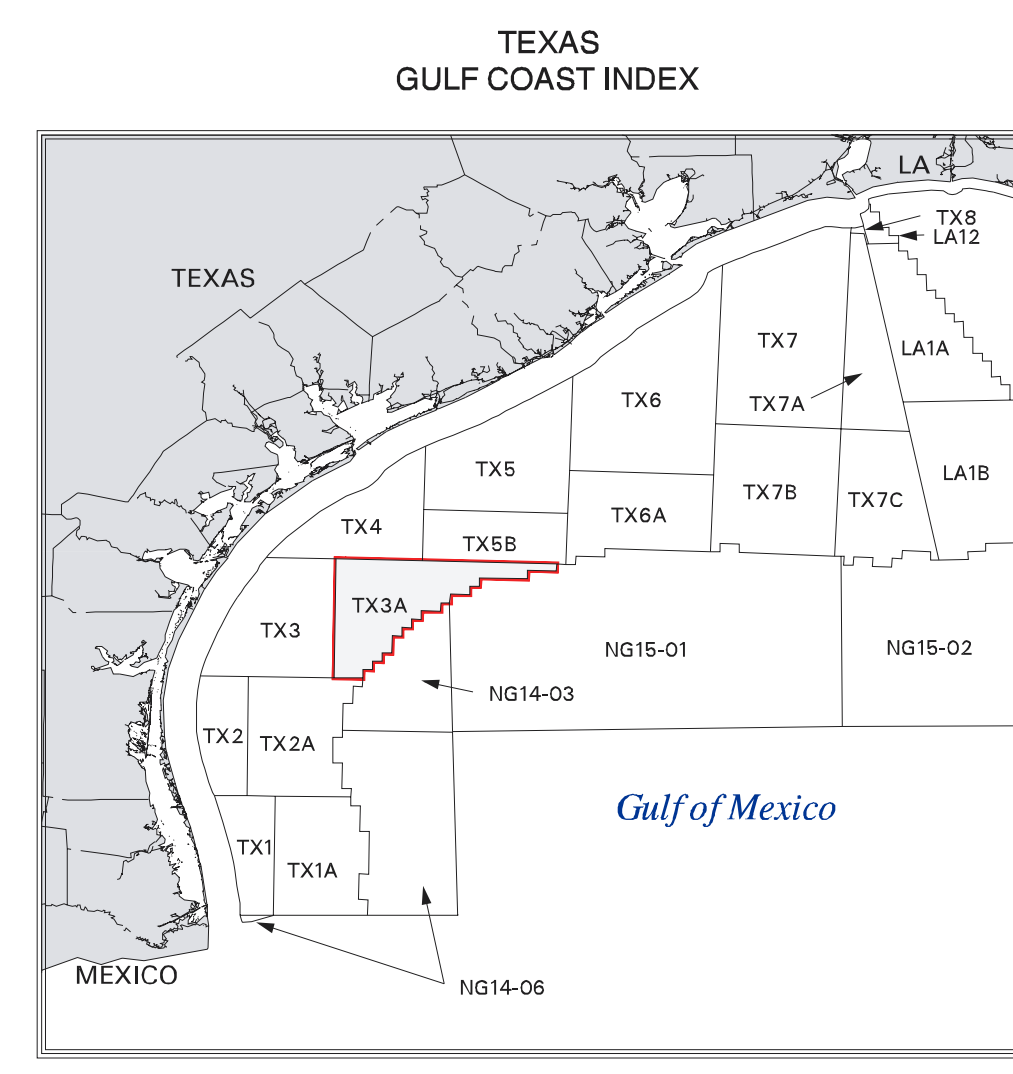 TEXAS
GULF COAST INDEX
LA
TX8
LA12
TEXAS
TX7
LA1A
TX6
TX7A
TX5
LA1B
TX7B
TX7C
TX4
TX6A
TX5B
TX3A
TX3
NG15-01
NG15-02
NG14-03
TX2
TX2A
Gulf of Mexico
TX1
TX1A
MEXICO
NG14-06